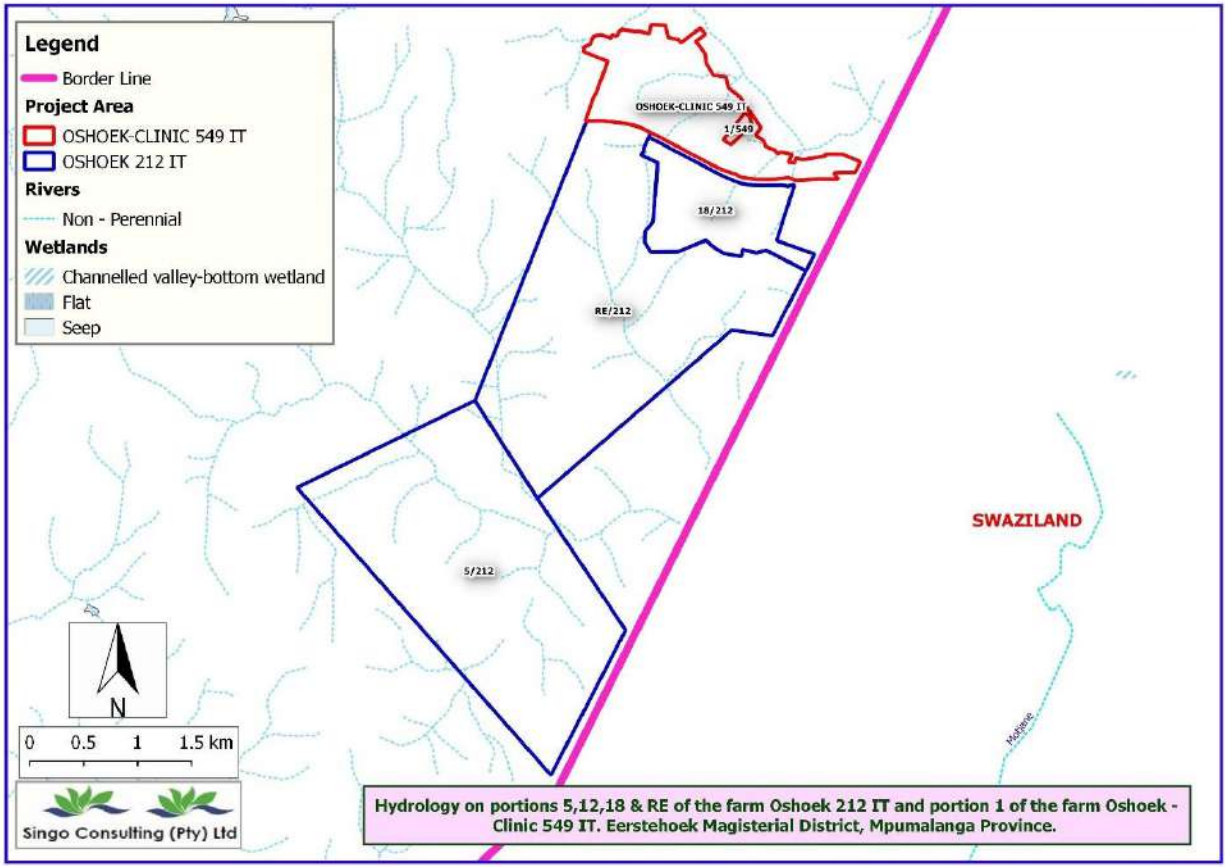 Legend
Border Line
Project Area
OSHOEK-CLINIC 549 IT
OSHOEK 212 IT
Rivers
Non - Perennial
Wetlands
Channelled valley-bottom wetland
Flat
Seep
OSHOEK-CLINIC 549 IT
1/549
18/212
RE/212
5/212
SWAZILAND
Motjane
N
0 0.5 1 1.5 km
Singo Consulting (Pty) Ltd
Hydrology on portions 5,12,18 & RE of the farm Oshoek 212 IT and portion 1 of the farm Oshoek -
Clinic 549 IT. Eerstehoek Magisterial District, Mpumalanga Province.